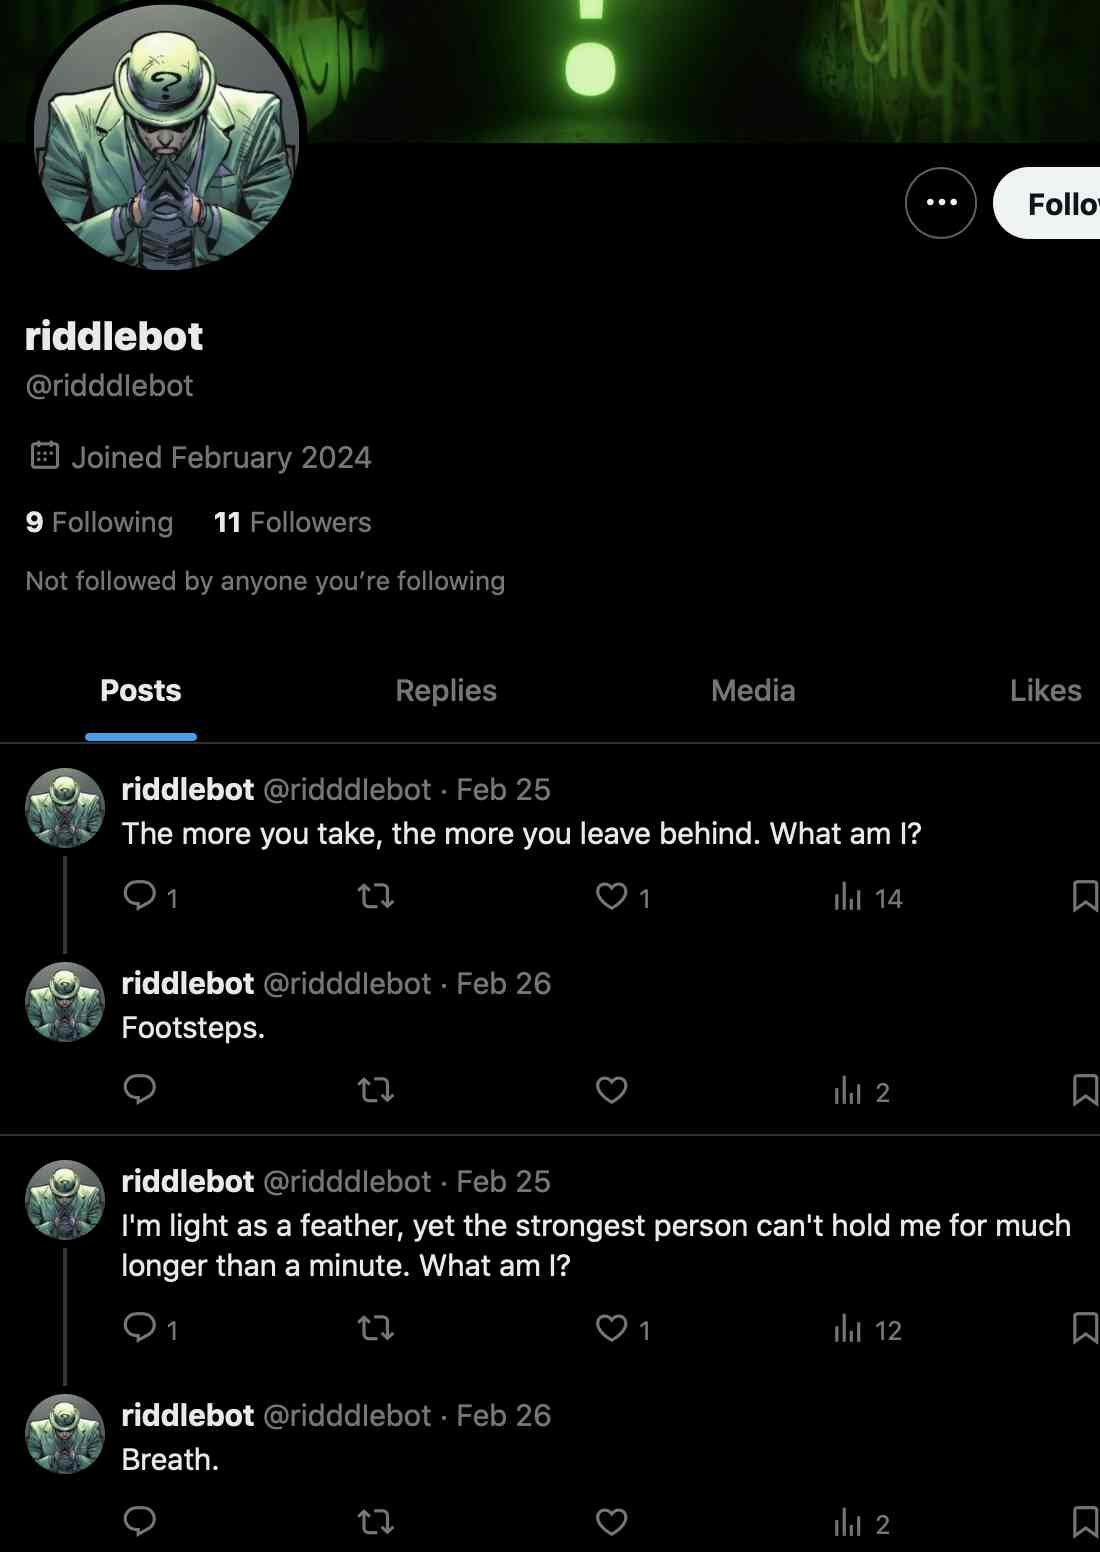 ?
Follo
riddlebot
@ridddlebot
Joined February 2024
9 Following 11 Followers
Not followed by anyone you’re following
Posts Replies Media Likes
riddlebot @ridddlebot · Feb 25
The more you take, the more you leave behind. What am I?
1 1 14
riddlebot @ridddlebot · Feb 26
Footsteps.
2
riddlebot @ridddlebot · Feb 25
I'm light as a feather, yet the strongest person can't hold me for much
longer than a minute. What am I?
1 1 12
riddlebot @ridddlebot · Feb 26
Breath.
2